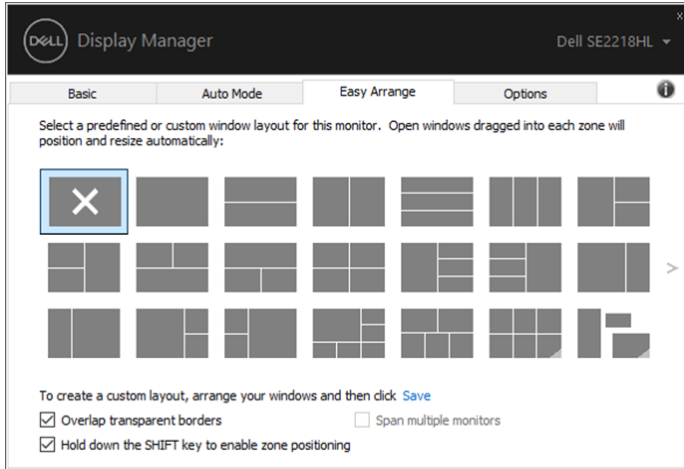 x
DELL Display Manager Dell SE2218HL
Basic Auto Mode Easy Arrange Options i
Select a predefined or custom window layout for this monitor. Open windows dragged into each zone will
position and resize automatically:
>
To create a custom layout, arrange your windows and then click Save
Overlap transparent borders Span multiple monitors
Hold down the SHIFT key to enable zone positioning